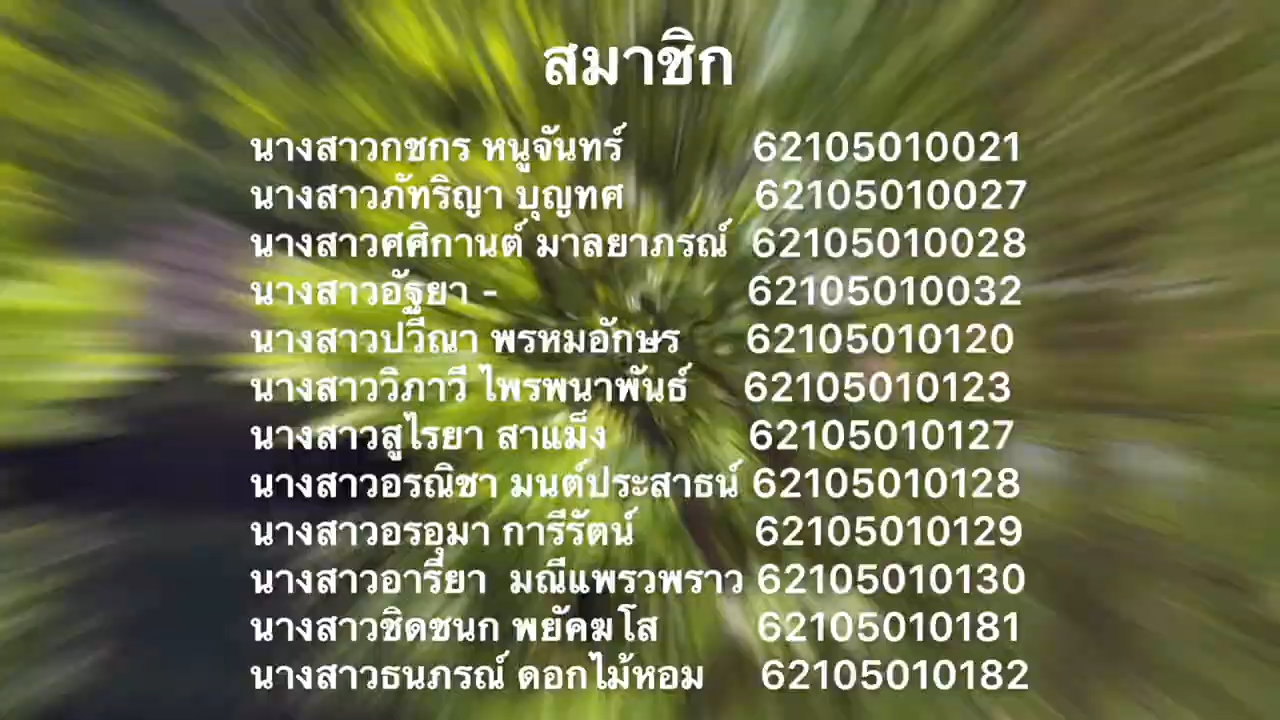 สมาชิก
นางสาวกชกร หนูจันทร์ 62105010021
นางสาวภัทริญา บุญทศ 62105010027
นางสาวศศิกานต์ มาลยาภรณ์ 62105010028
นางสาวอัฐยา - 62105010032
นางสาวปวีณา พรหมอักษร 62105010120
นางสาววิภาวี ไพรพนาพันธ์ 62105010123
นางสาวสูไรยา สาแม็ง 62105010127
นางสาวอรณิชา มนต์ประสาธน์ 62105010128
นางสาวอรอุมา การีรัตน์ 62105010129
นางสาวอารียา มณีแพรวพราว 62105010130
นางสาวชิดชนก พยัคฆโส 62105010181
นางสาวธนภรณ์ ดอกไม้หอม 62105010182